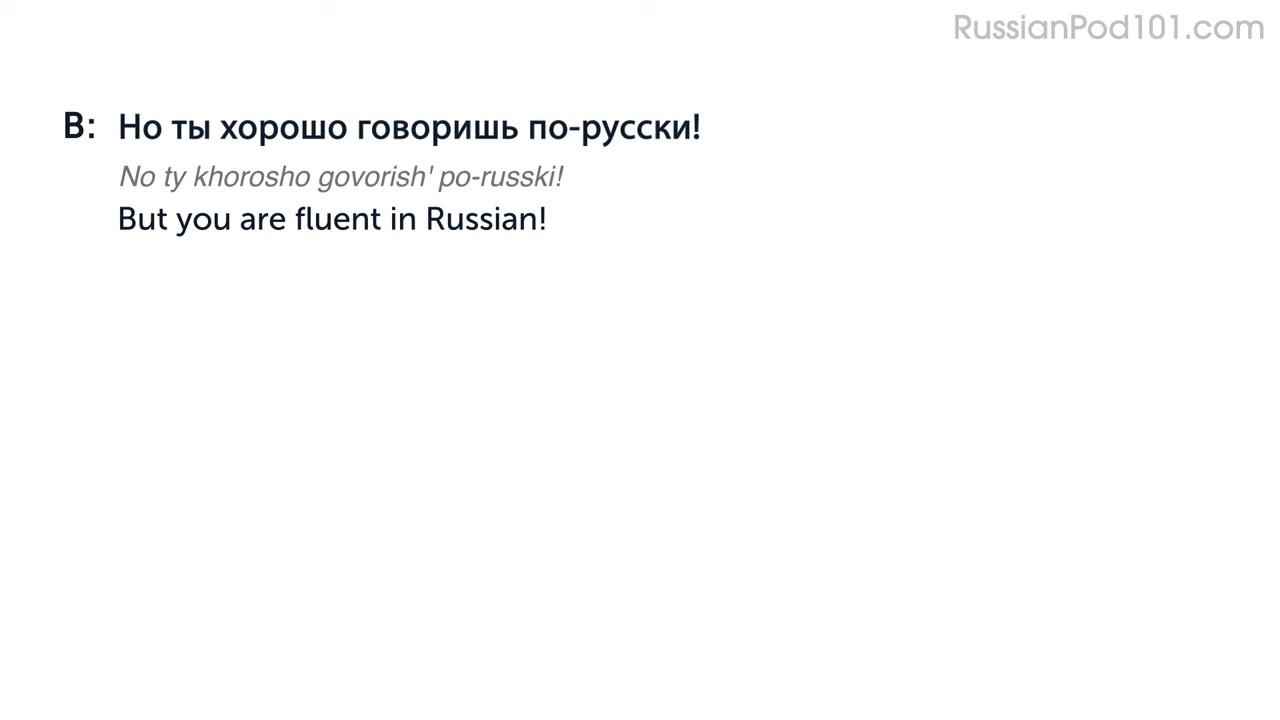 RussianPod101.com
B: Но ты хорошо говоришь по-русски!
No ty khorosho govorish' po-russki!
But you are fluent in Russian!